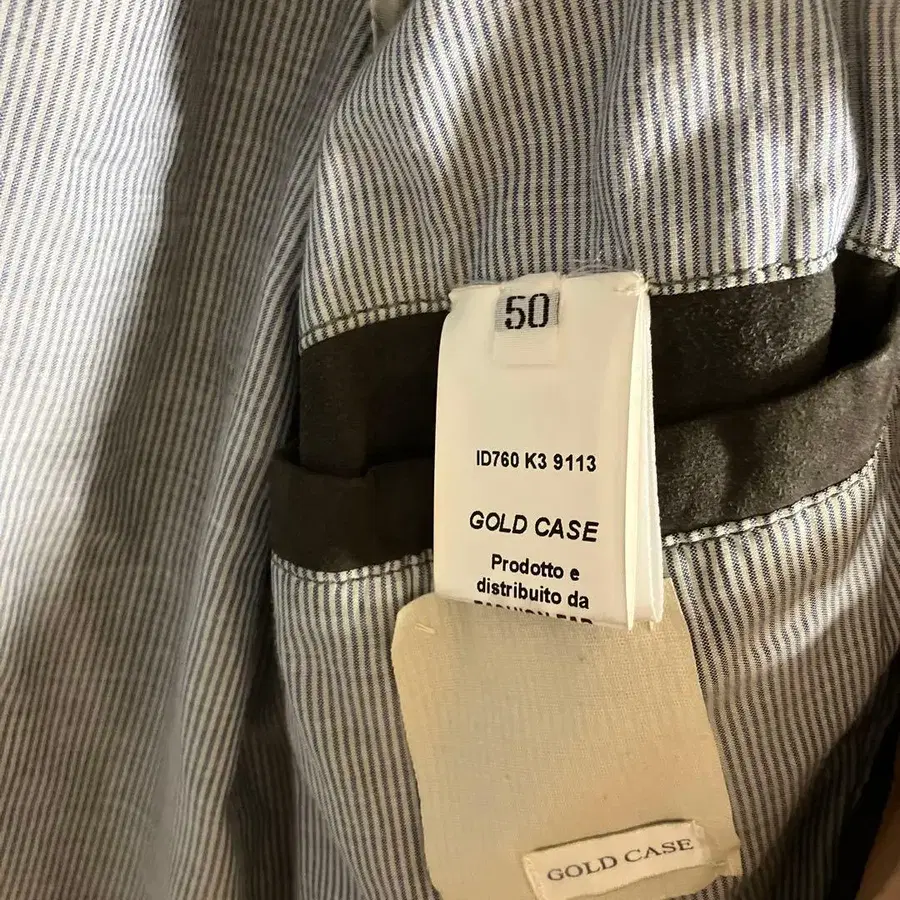 50
ID760 K3 9113
GOLD CASE
Prodotto e
distribuito da
GOLD CASE